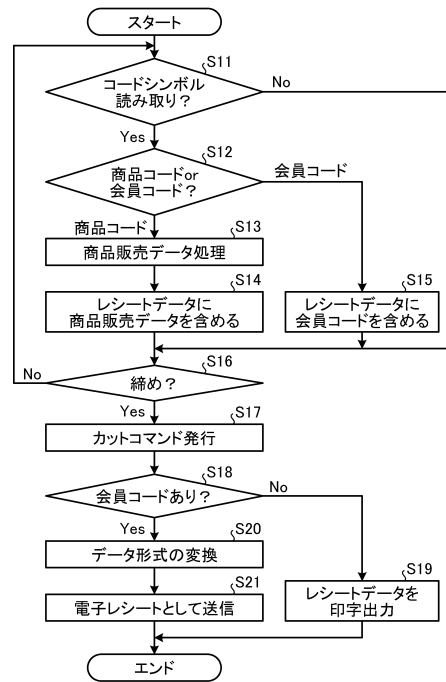 スタート
S11
コードシンボル
読み取り？
No
Yes
S12
商品コードor
会員コード？
会員コード
商品コード
S13
商品販売データ処理
S14
レシートデータに
商品販売データを含める
S15
レシートデータに
会員コードを含める
S16
締め？
No
Yes
S17
カットコマンド発行
S18
会員コードあり？
No
Yes
S20
データ形式の変換
S19
レシートデータを
印字出力
S21
電子レシートとして送信
エンド